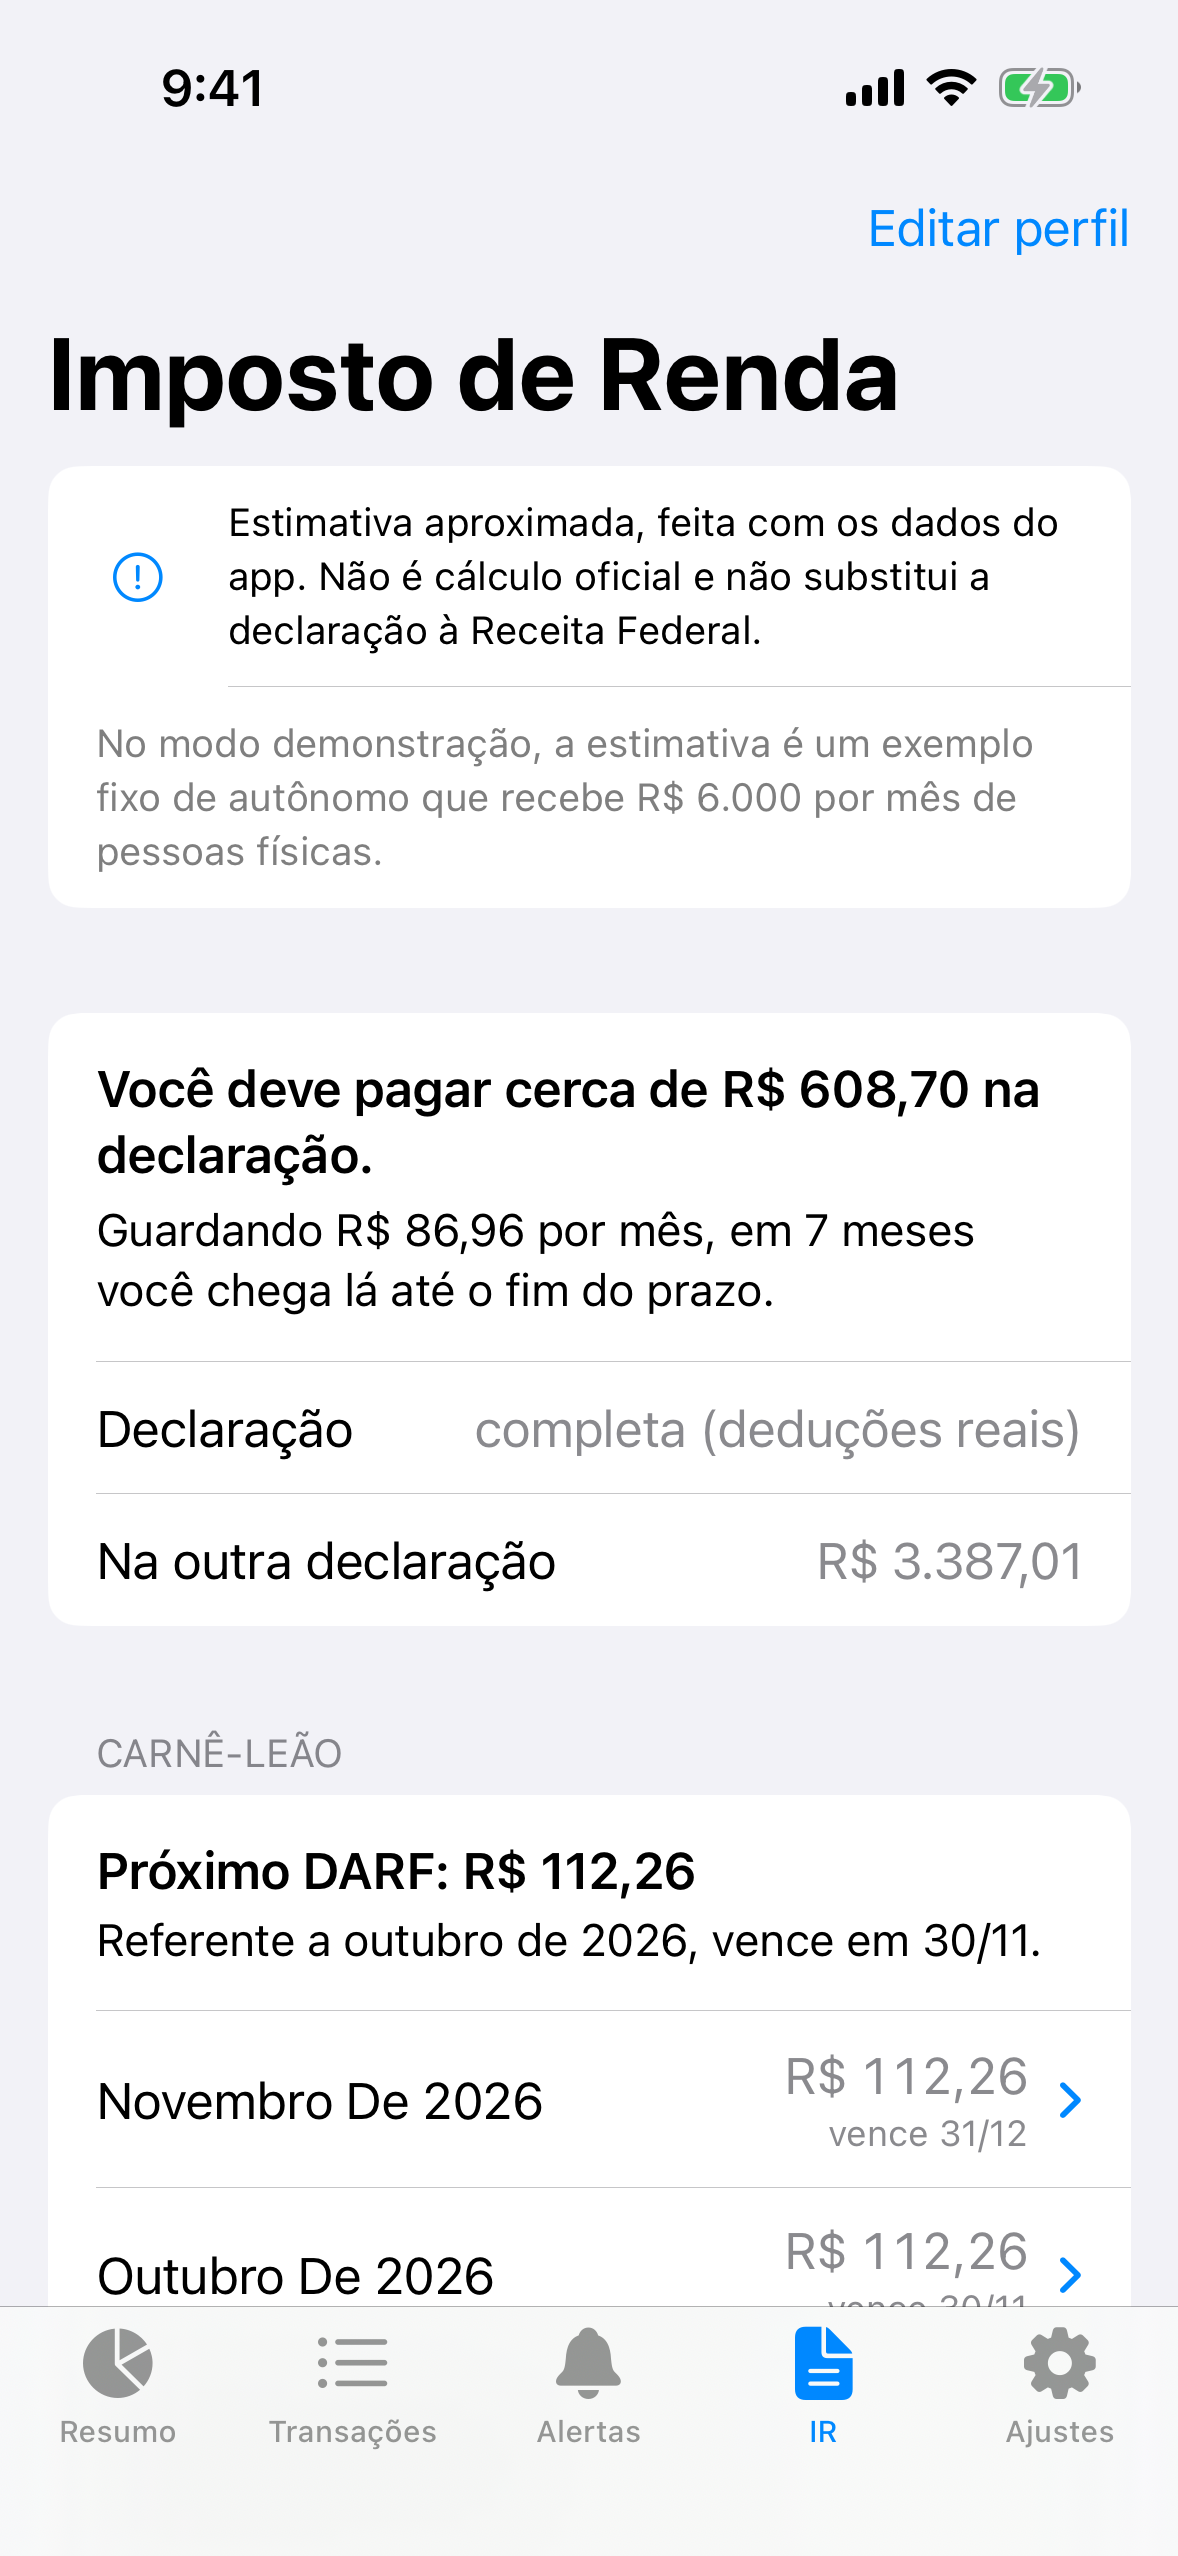 9:41
Editar perfil
Imposto de Renda
Estimativa aproximada, feita com os dados do
app. Não é cálculo oficial e não substitui a
declaração à Receita Federal.
No modo demonstração, a estimativa é um exemplo
fixo de autônomo que recebe R$ 6.000 por mês de
pessoas físicas.
Você deve pagar cerca de R$ 608,70 na
declaração.
Guardando R$ 86,96 por mês, em 7 meses
você chega lá até o fim do prazo.
Declaração completa (deduções reais)
Na outra declaração R$ 3.387,01
CARNÊ-LEÃO
Próximo DARF: R$ 112,26
Referente a outubro de 2026, vence em 30/11.
Novembro De 2026 R$ 112,26
vence 31/12
Outubro De 2026 R$ 112,26
vence 30/11
Resumo Transações Alertas IR Ajustes